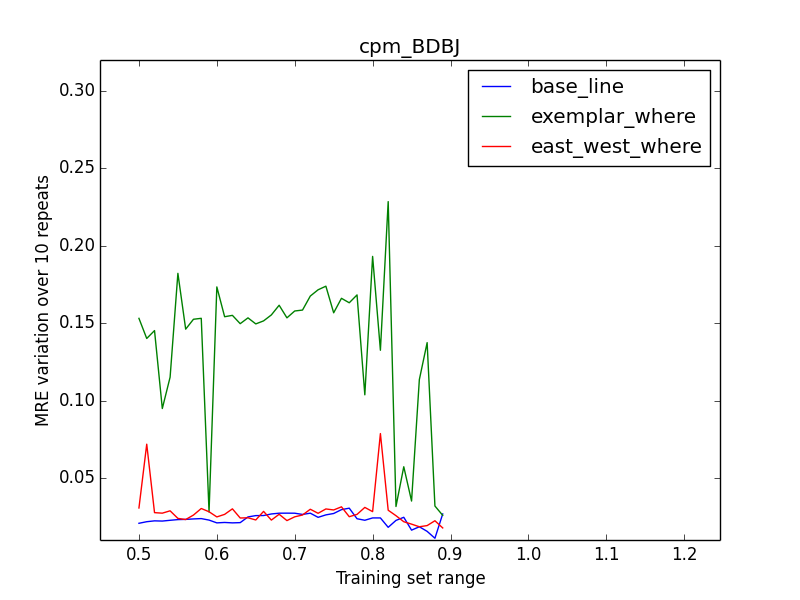 cpm_BDBJ
base_line
exemplar_where
east_west_where
0.30
0.25
0.20
0.15
0.10
0.05
MRE variation over 10 repeats
0.5 0.6 0.7 0.8 0.9 1.0 1.1 1.2
Training set range